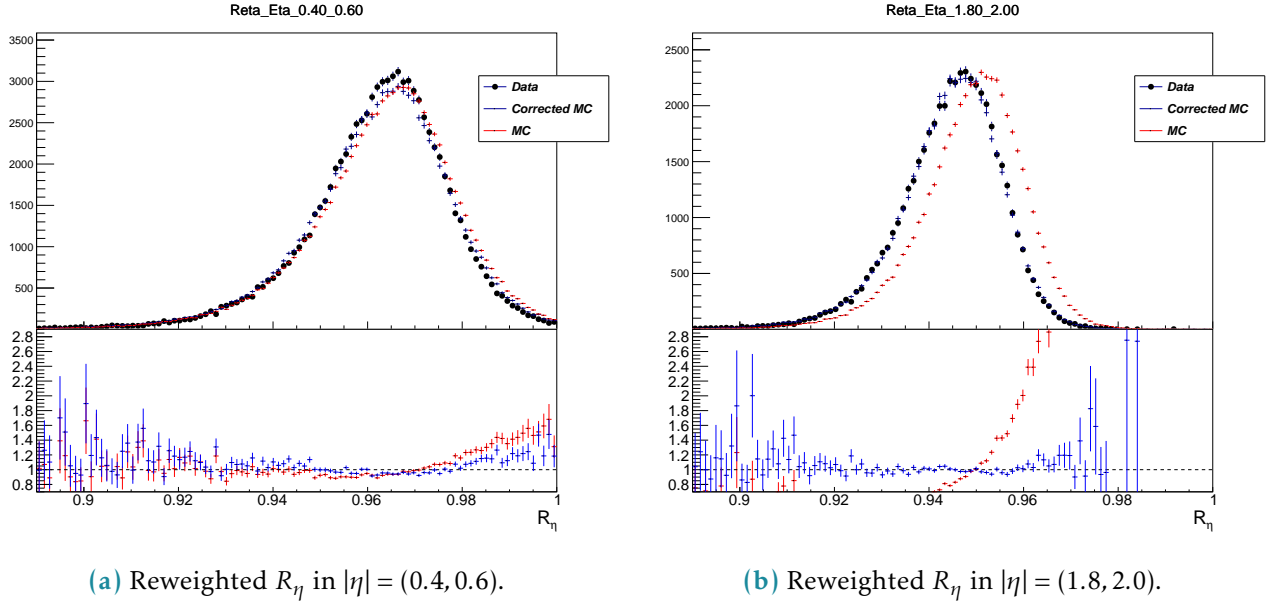 Reta_Eta_0.40_0.60
3500
3000
2500
2000
1500
1000
500
Data
Corrected MC
MC
2.8
2.6
2.4
2.2
2
1.8
1.6
1.4
1.2
1
0.8
0.9 0.92 0.94 0.96 0.98 1
Rη
(a) Reweighted Rη in |η| = (0.4, 0.6).
Reta_Eta_1.80_2.00
2500
2000
1500
1000
500
Data
Corrected MC
MC
2.8
2.6
2.4
2.2
2
1.8
1.6
1.4
1.2
1
0.8
0.9 0.92 0.94 0.96 0.98 1
Rη
(b) Reweighted Rη in |η| = (1.8, 2.0).